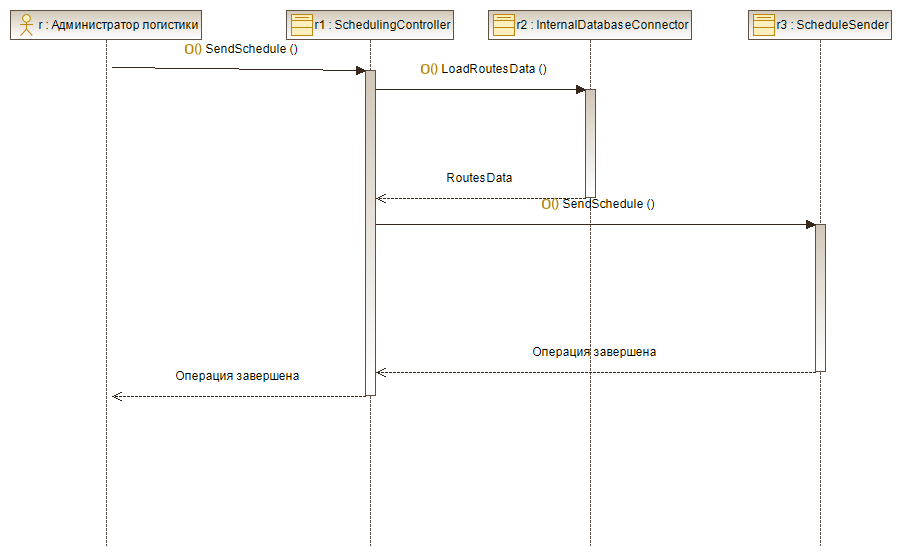 r : Администратор логистики
r1 : SchedulingController
r2 : InternalDatabaseConnector
r3 : ScheduleSender
O() SendSchedule ()
O() LoadRoutesData ()
RoutesData
O() SendSchedule ()
Операция завершена
Операция завершена